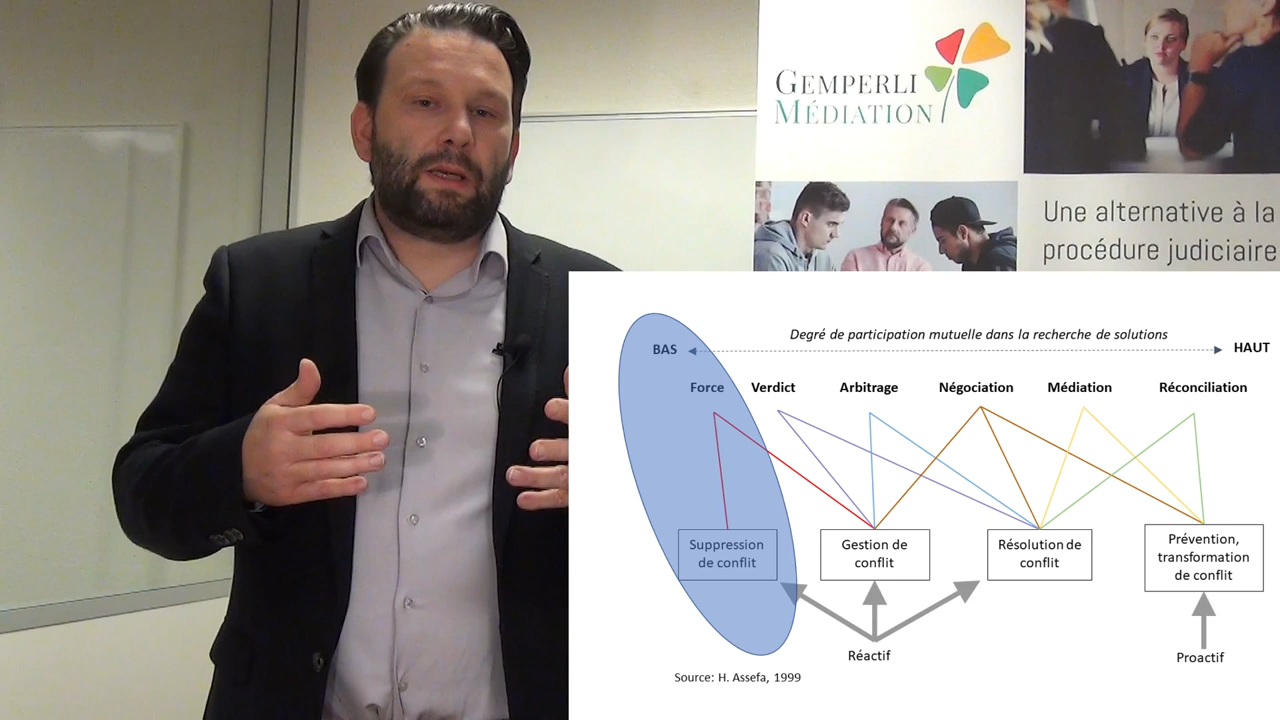 GEMPERLI
MÉDIATION
Une alternative à la
procédure judiciaire
Degré de participation mutuelle dans la recherche de solutions
BAS
HAUT
Force
Verdict
Arbitrage
Négociation
Médiation
Réconciliation
Suppression
de conflit
Gestion de
conflit
Résolution de
conflit
Prévention,
transformation
de conflit
Réactif
Proactif
Source: H. Assefa, 1999